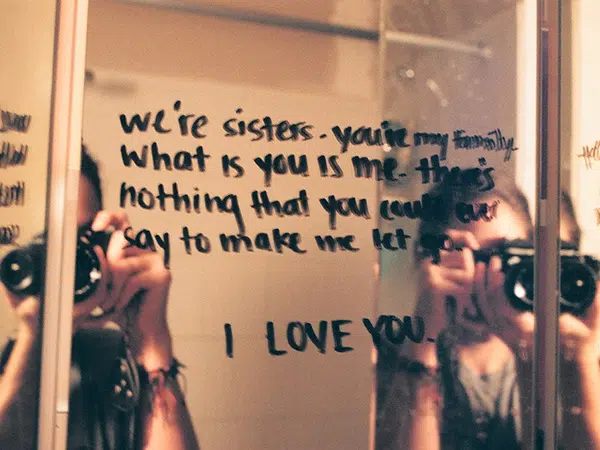 we're sisters. you're my family.
What is you is me. there's
nothing that you could ever
say to make me let go.
I LOVE YOU.